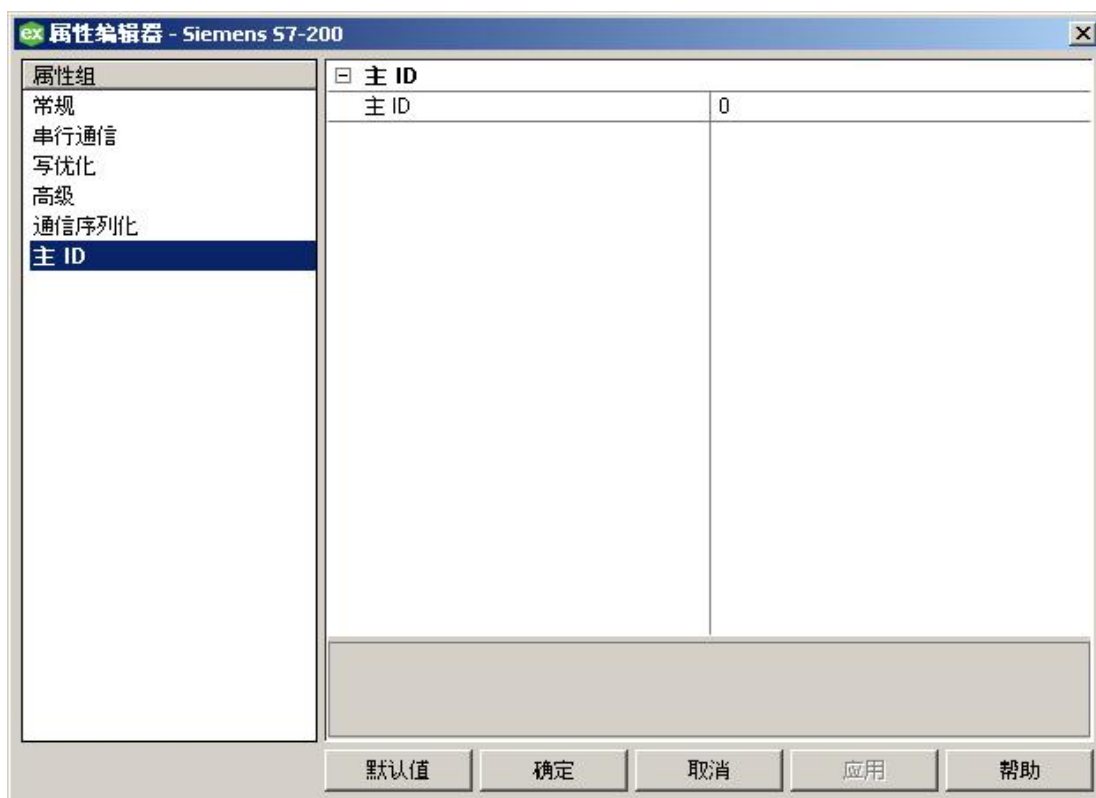 ex 属性编辑器 - Siemens S7-200
属性组
常规
串行通信
写优化
高级
通信序列化
主 ID
主 ID
主 ID 0
默认值 确定 取消 应用 帮助